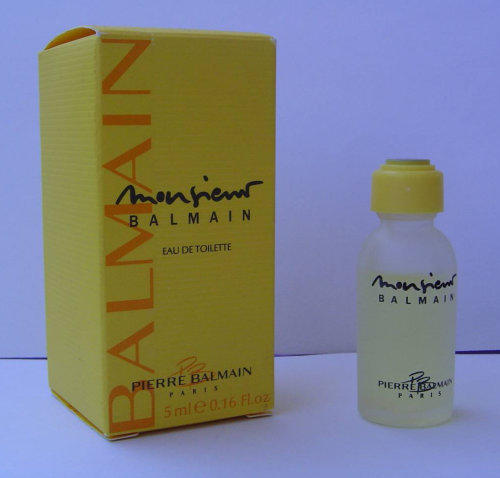 BALMAIN
monsieur
BALMAIN
EAU DE TOILETTE
PB
PIERRE BALMAIN
PARIS
5 ml e 0.16 Fl.oz
monsieur
BALMAIN
PB
PIERRE BALMAIN
PARIS